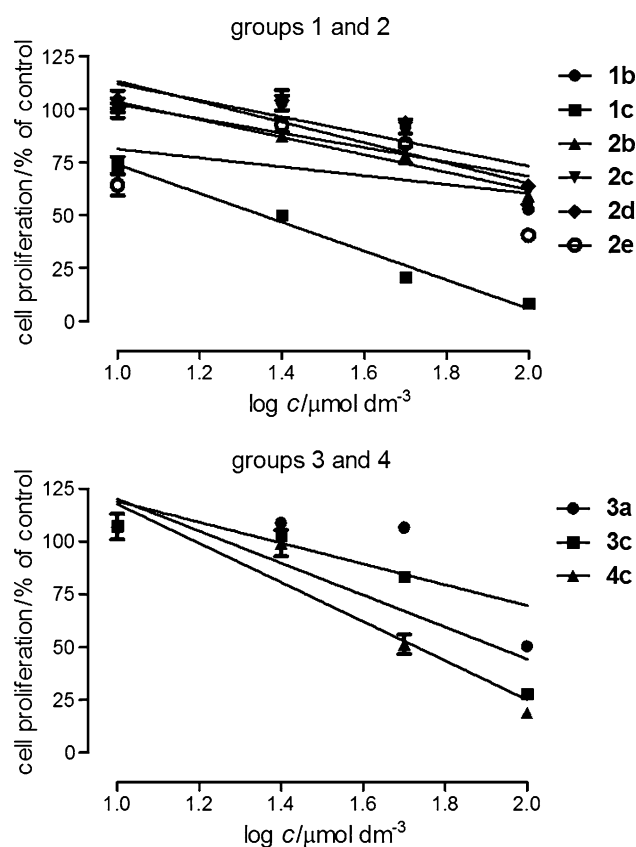 groups 1 and 2
cell proliferation/% of control
125
100
75
50
25
0
1.0 1.2 1.4 1.6 1.8 2.0
log c/μmol dm⁻³
1b
1c
2b
2c
2d
2e
groups 3 and 4
cell proliferation/% of control
125
100
75
50
25
0
1.0 1.2 1.4 1.6 1.8 2.0
log c/μmol dm⁻³
3a
3c
4c